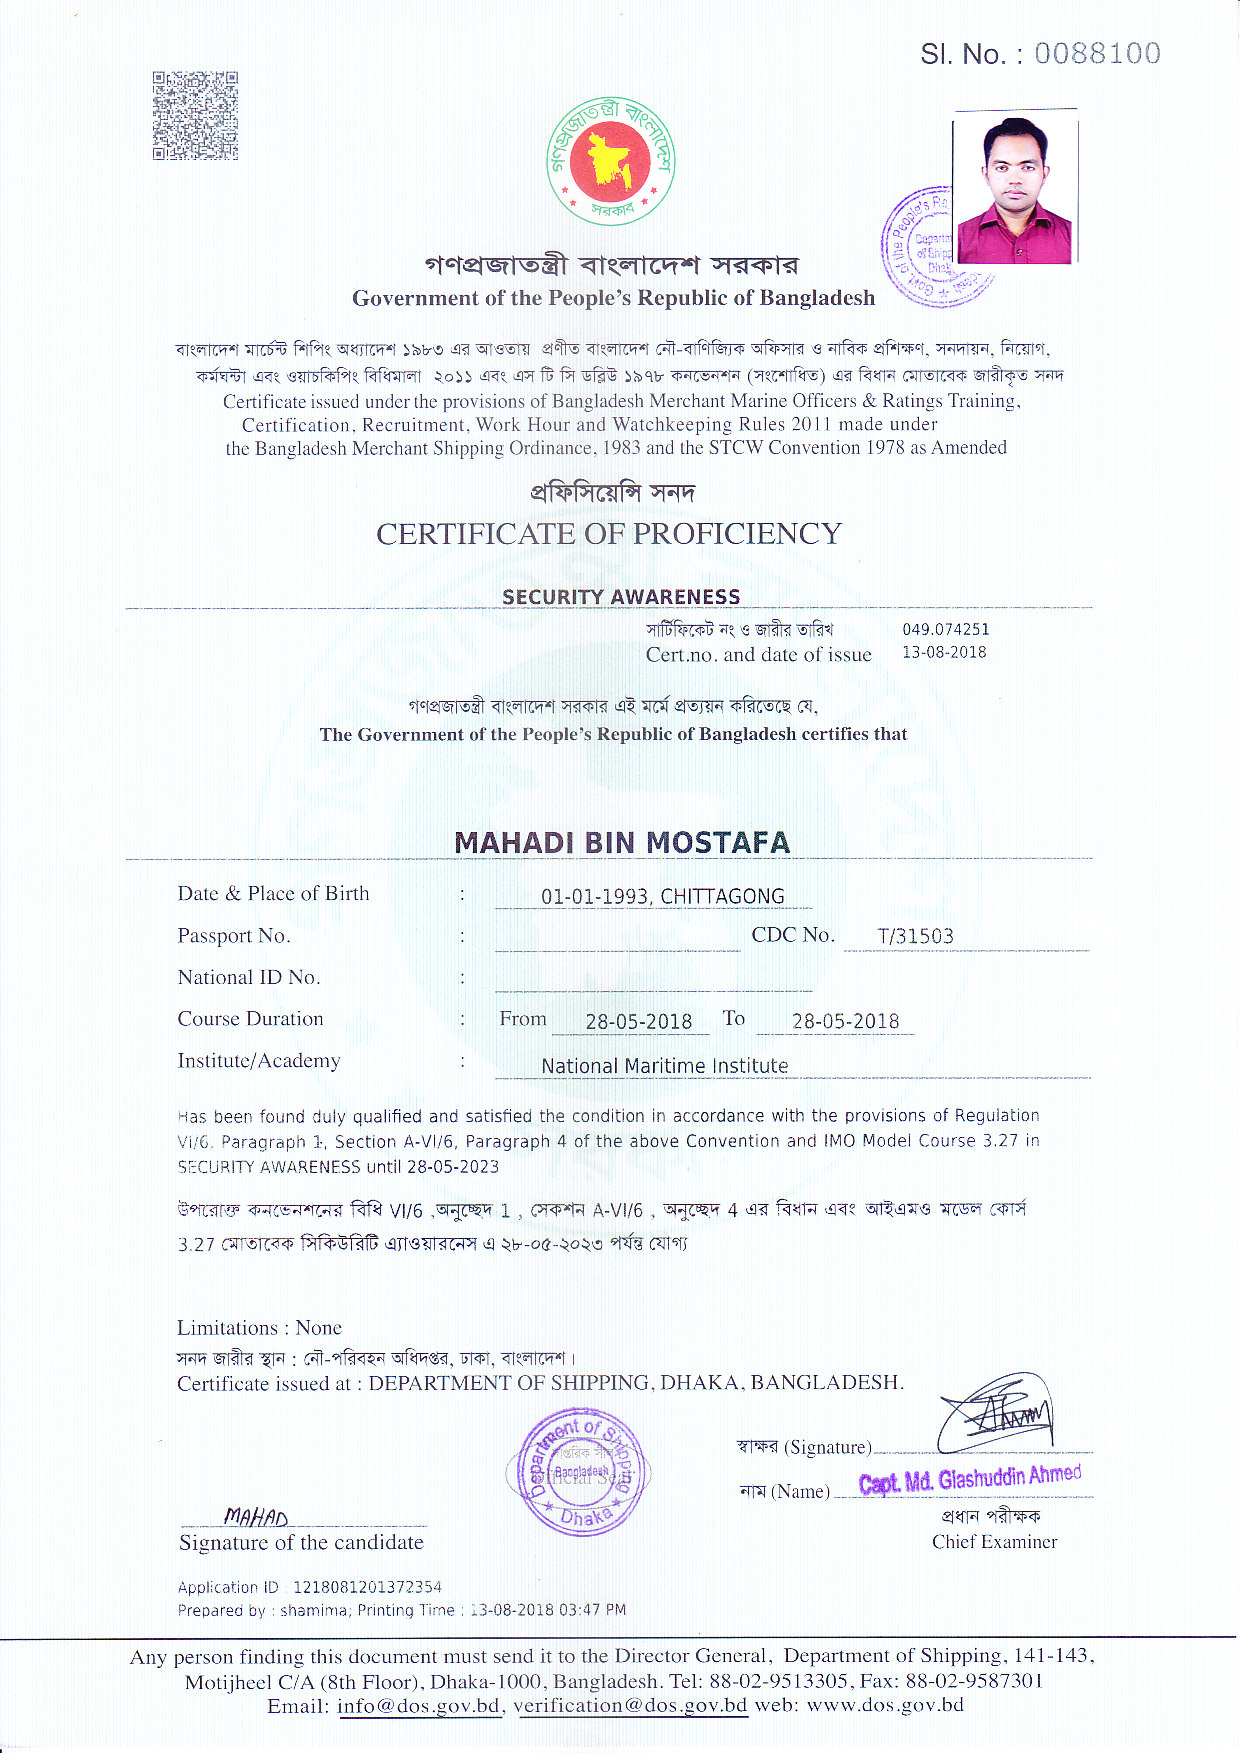 Sl. No. : 0088100
গণপ্রজাতন্ত্রী বাংলাদেশ
সরকার
গণপ্রজাতন্ত্রী বাংলাদেশ সরকার
Government of the People's Republic of Bangladesh
বাংলাদেশ মার্চেন্ট শিপিং অধ্যাদেশ ১৯৮৩ এর আওতায় প্রণীত বাংলাদেশ নৌ-বাণিজ্যিক অফিসার ও নাবিক প্রশিক্ষণ, সনদায়ন, নিয়োগ,
কর্মঘন্টা এবং ওয়াচকিপিং বিধিমালা ২০১১ এবং এস টি সি ডব্লিউ ১৯৭৮ কনভেনশন (সংশোধিত) এর বিধান মোতাবেক জারীকৃত সনদ
Certificate issued under the provisions of Bangladesh Merchant Marine Officers & Ratings Training,
Certification, Recruitment, Work Hour and Watchkeeping Rules 2011 made under
the Bangladesh Merchant Shipping Ordinance, 1983 and the STCW Convention 1978 as Amended
প্রফিসিয়েন্সি সনদ
CERTIFICATE OF PROFICIENCY
SECURITY AWARENESS
সার্টিফিকেট নং ও জারীর তারিখ 049.074251
Cert.no. and date of issue 13-08-2018
গণপ্রজাতন্ত্রী বাংলাদেশ সরকার এই মর্মে প্রত্যয়ন করিতেছে যে,
The Government of the People's Republic of Bangladesh certifies that
MAHADI BIN MOSTAFA
Date & Place of Birth : 01-01-1993, CHITTAGONG
Passport No. : CDC No. T/31503
National ID No. :
Course Duration : From 28-05-2018 To 28-05-2018
Institute/Academy : National Maritime Institute
Has been found duly qualified and satisfied the condition in accordance with the provisions of Regulation
VI/6, Paragraph 1, Section A-VI/6, Paragraph 4 of the above Convention and IMO Model Course 3.27 in
SECURITY AWARENESS until 28-05-2023
উপরোক্ত কনভেনশনের বিধি VI/6 ,অনুচ্ছেদ 1 , সেকশন A-VI/6 , অনুচ্ছেদ 4 এর বিধান এবং আইএমও মডেল কোর্স
3.27 মোতাবেক সিকিউরিটি এ্যাওয়ারনেস এ ২৮-০৫-২০২৩ পর্যন্ত যোগ্য
Limitations : None
সনদ জারীর স্থান : নৌ-পরিবহন অধিদপ্তর, ঢাকা, বাংলাদেশ।
Certificate issued at : DEPARTMENT OF SHIPPING, DHAKA, BANGLADESH.
Department of Shipping
Bangladesh
Dhaka
স্বাক্ষর (Signature)
নাম (Name) Capt. Md. Giashuddin Ahmed
প্রধান পরীক্ষক
Chief Examiner
MAHAD
Signature of the candidate
Application ID 1218081201372354
Prepared by : shamima; Printing Time : 13-08-2018 03:47 PM
Any person finding this document must send it to the Director General, Department of Shipping, 141-143,
Motijheel C/A (8th Floor), Dhaka-1000, Bangladesh. Tel: 88-02-9513305, Fax: 88-02-9587301
Email: info@dos.gov.bd, verification@dos.gov.bd web: www.dos.gov.bd